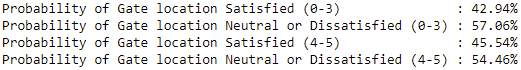 Probability of Gate location Satisfied (0-3) : 42.94%
Probability of Gate location Neutral or Dissatisfied (0-3) : 57.06%
Probability of Gate location Satisfied (4-5) : 45.54%
Probability of Gate location Neutral or Dissatisfied (4-5) : 54.46%